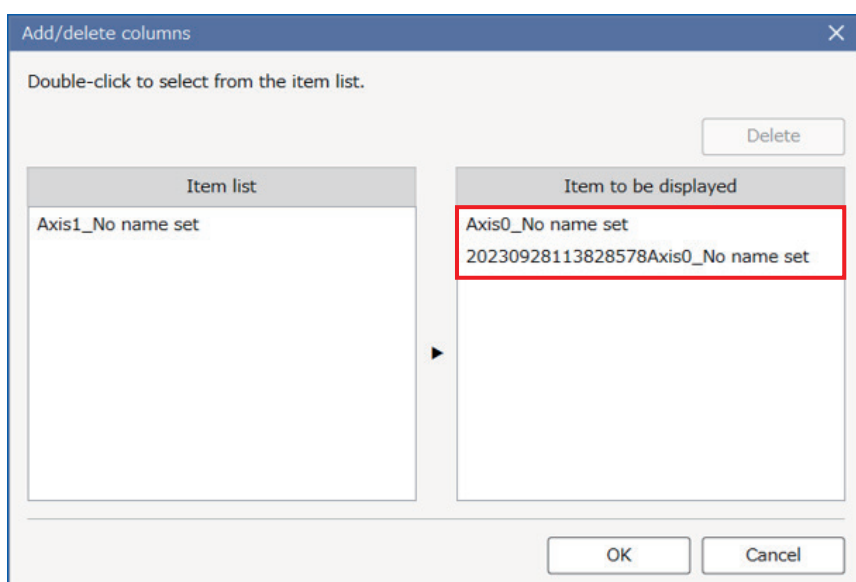 Add/delete columns
Double-click to select from the item list.
Delete
Item list
Item to be displayed
Axis1_No name set
Axis0_No name set
20230928113828578Axis0_No name set
OK
Cancel